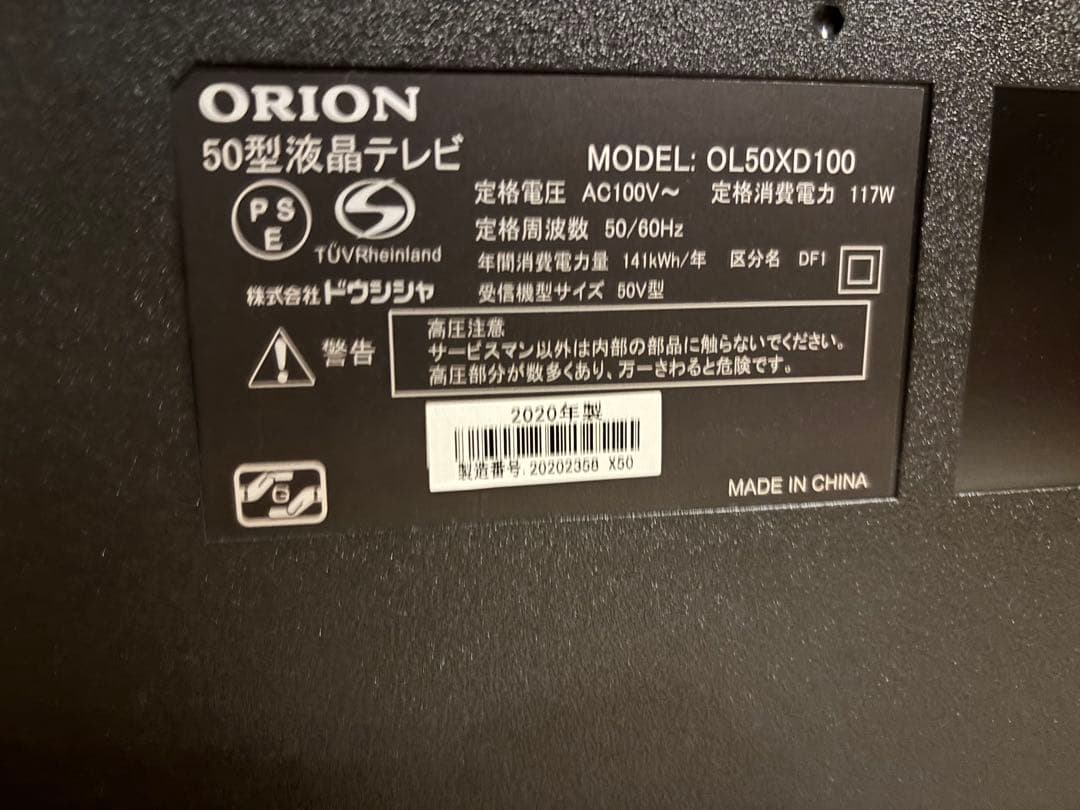 ORION
50型液晶テレビ
MODEL: OL50XD100
PSE
TÜVRheinland
定格電圧 AC100V～ 定格消費電力 117W
定格周波数 50/60Hz
年間消費電力量 141kWh/年 区分名 DF1
株式会社ドウシシャ
受信機型サイズ 50V型
警告
高圧注意
サービスマン以外は内部の部品に触らないでください。
高圧部分が数多くあり、万一さわると危険です。
2020年製
製造番号.20202358 X50
G
MADE IN CHINA